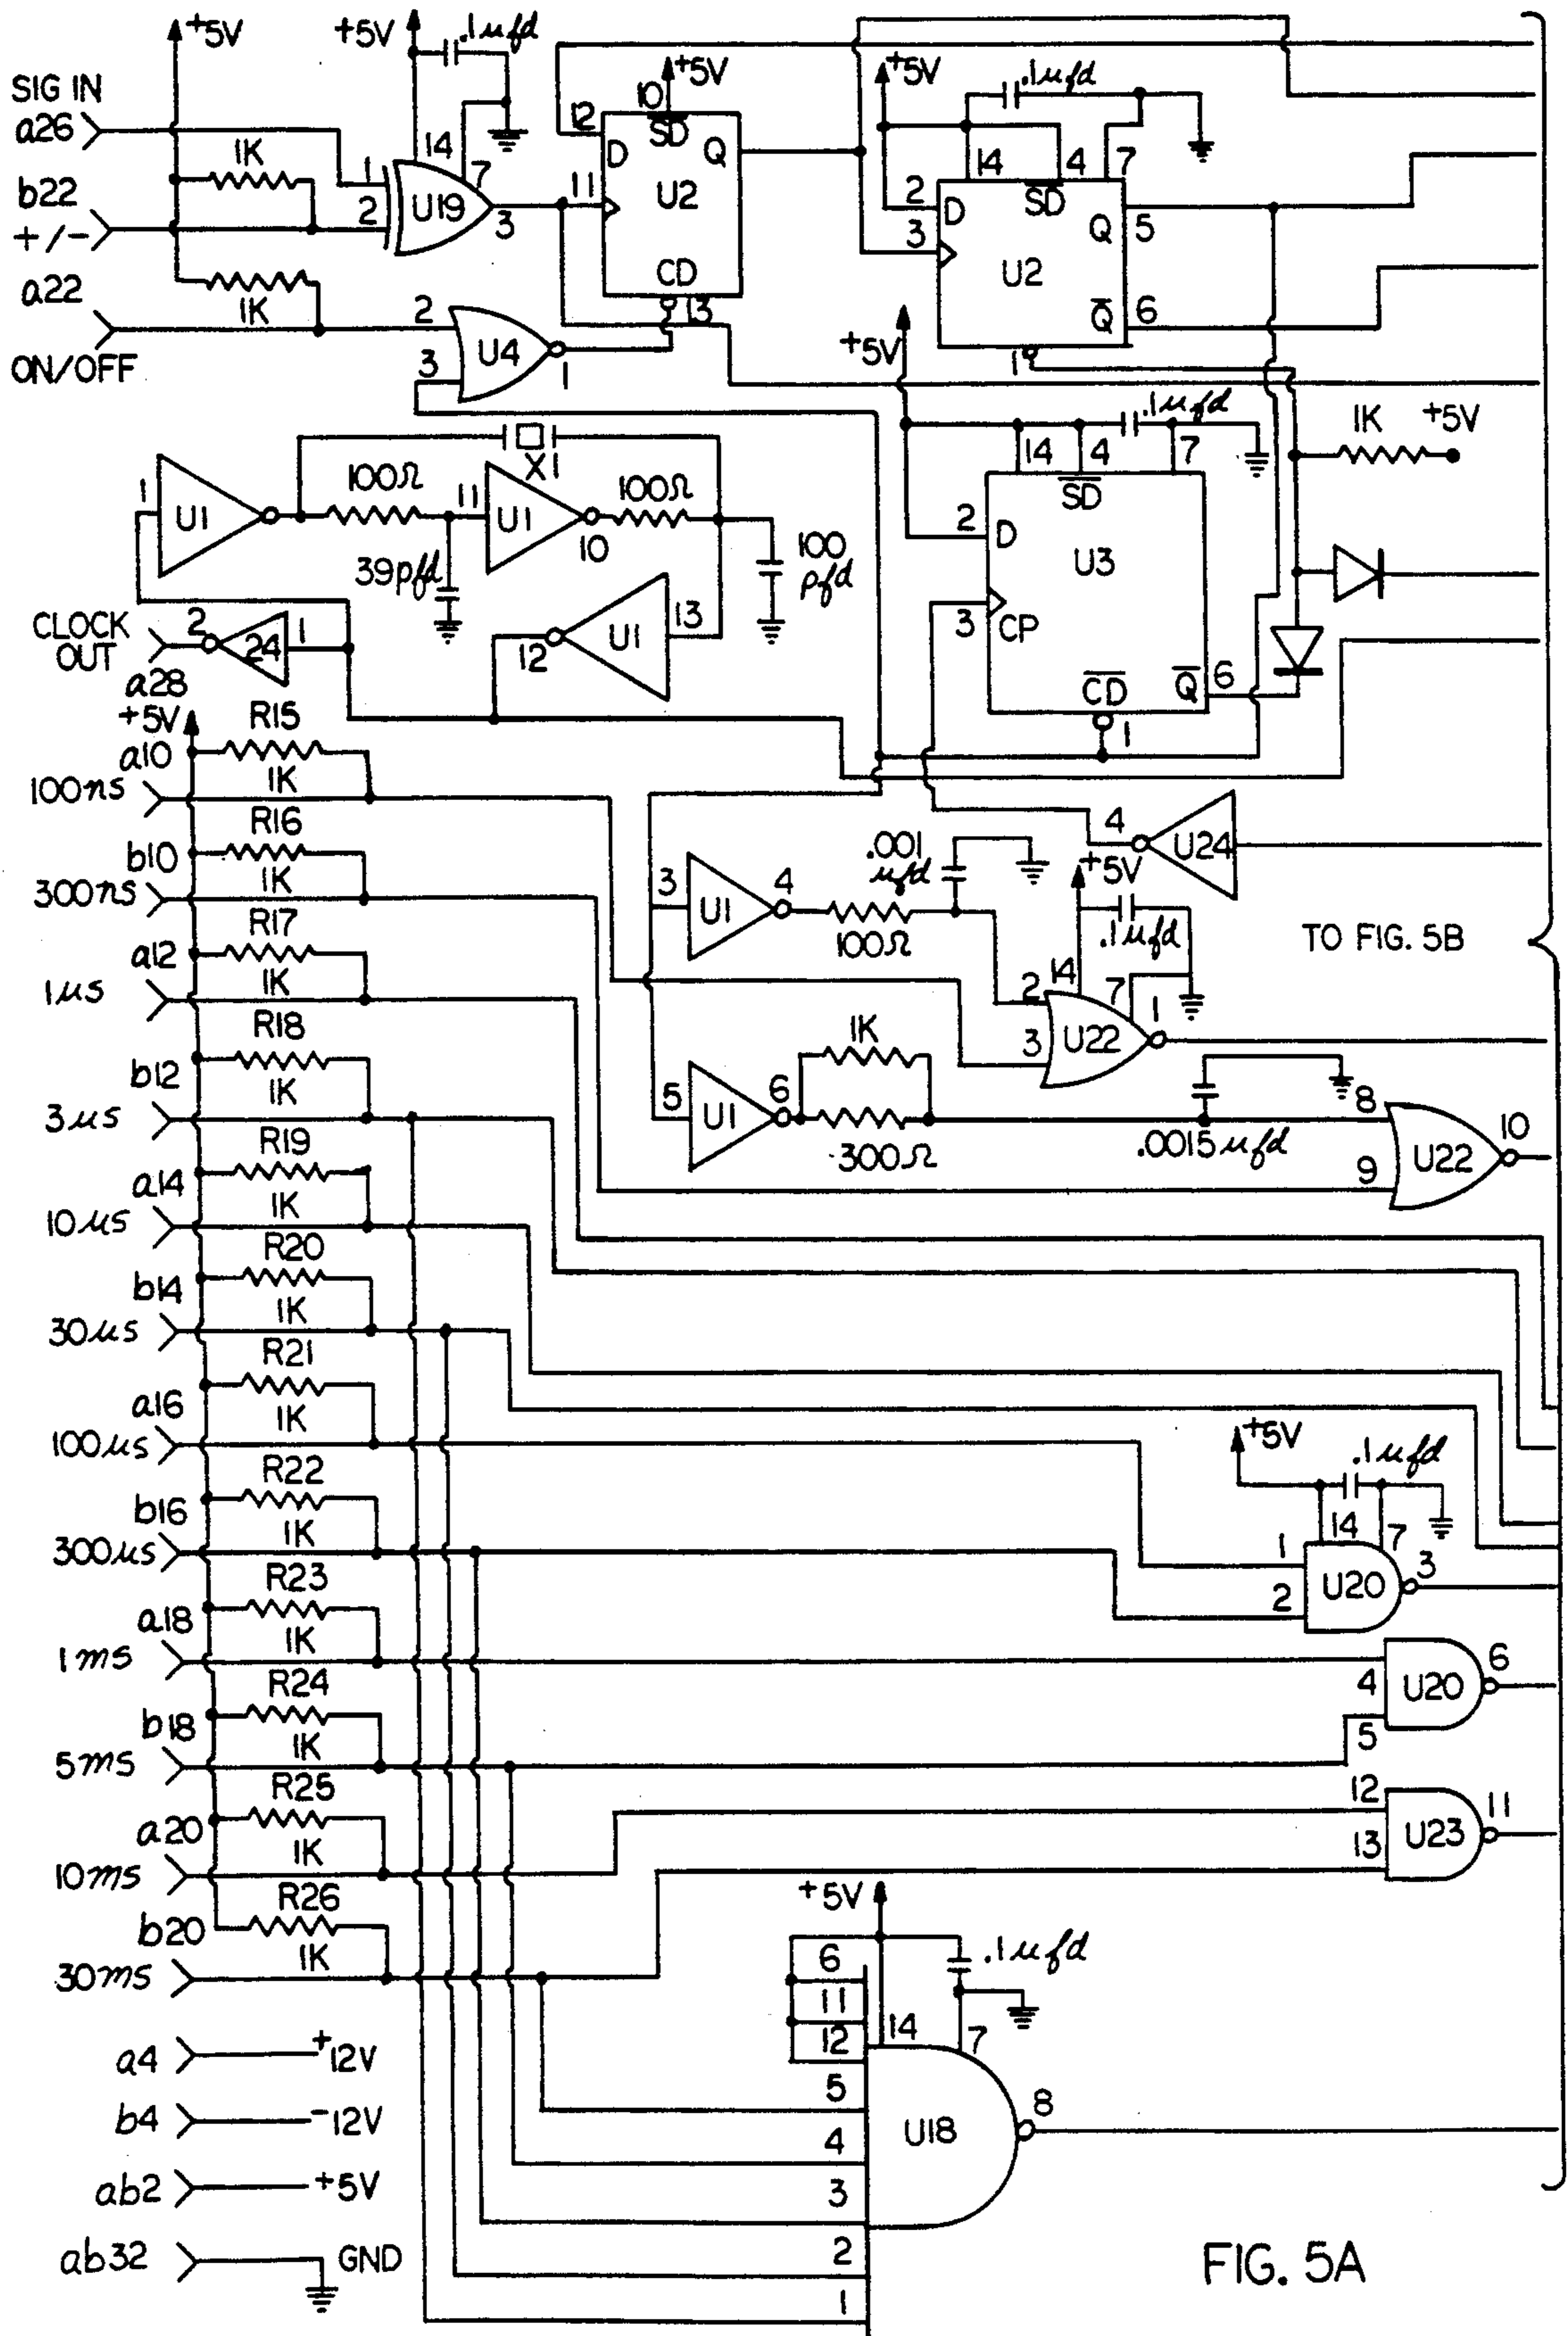 +5V
+5V
.1ufd
SIG IN
a26
1K
b22
+/-
1K
a22
ON/OFF
1
14
7
2
U19
3
+5V
10
12
SD
D
Q
11
U2
CD
13
2
U4
3
1
+5V
.1ufd
14
4
7
2
D
SD
Q
5
3
U2
Q
6
1
+5V
.1ufd
14
4
7
SD
2
D
U3
3
CP
CD
Q
6
1
1K
+5V
X1
1
U1
100Ω
11
U1
100Ω
10
39pfd
100
pfd
12
U1
13
CLOCK
OUT
2
24
1
a28
+5V
R15
a10
1K
100ns
R16
b10
1K
300ns
R17
a12
1K
1us
R18
b12
1K
3us
R19
a14
1K
10us
R20
b14
1K
30us
R21
a16
1K
100us
R22
b16
1K
300us
R23
a18
1K
1ms
R24
b18
1K
5ms
R25
a20
1K
10ms
R26
b20
1K
30ms
4
U24
3
U1
4
.001
ufd
100Ω
+5V
.1ufd
14
2
7
1
3
U22
TO FIG. 5B
5
U1
6
1K
300Ω
.0015ufd
8
9
U22
10
+5V
.1ufd
14
7
1
2
U20
3
4
U20
6
5
12
13
U23
11
+5V
.1ufd
6
11
12
14
7
5
4
3
2
1
U18
8
a4
+12V
b4
-12V
ab2
+5V
ab32
GND
FIG. 5A